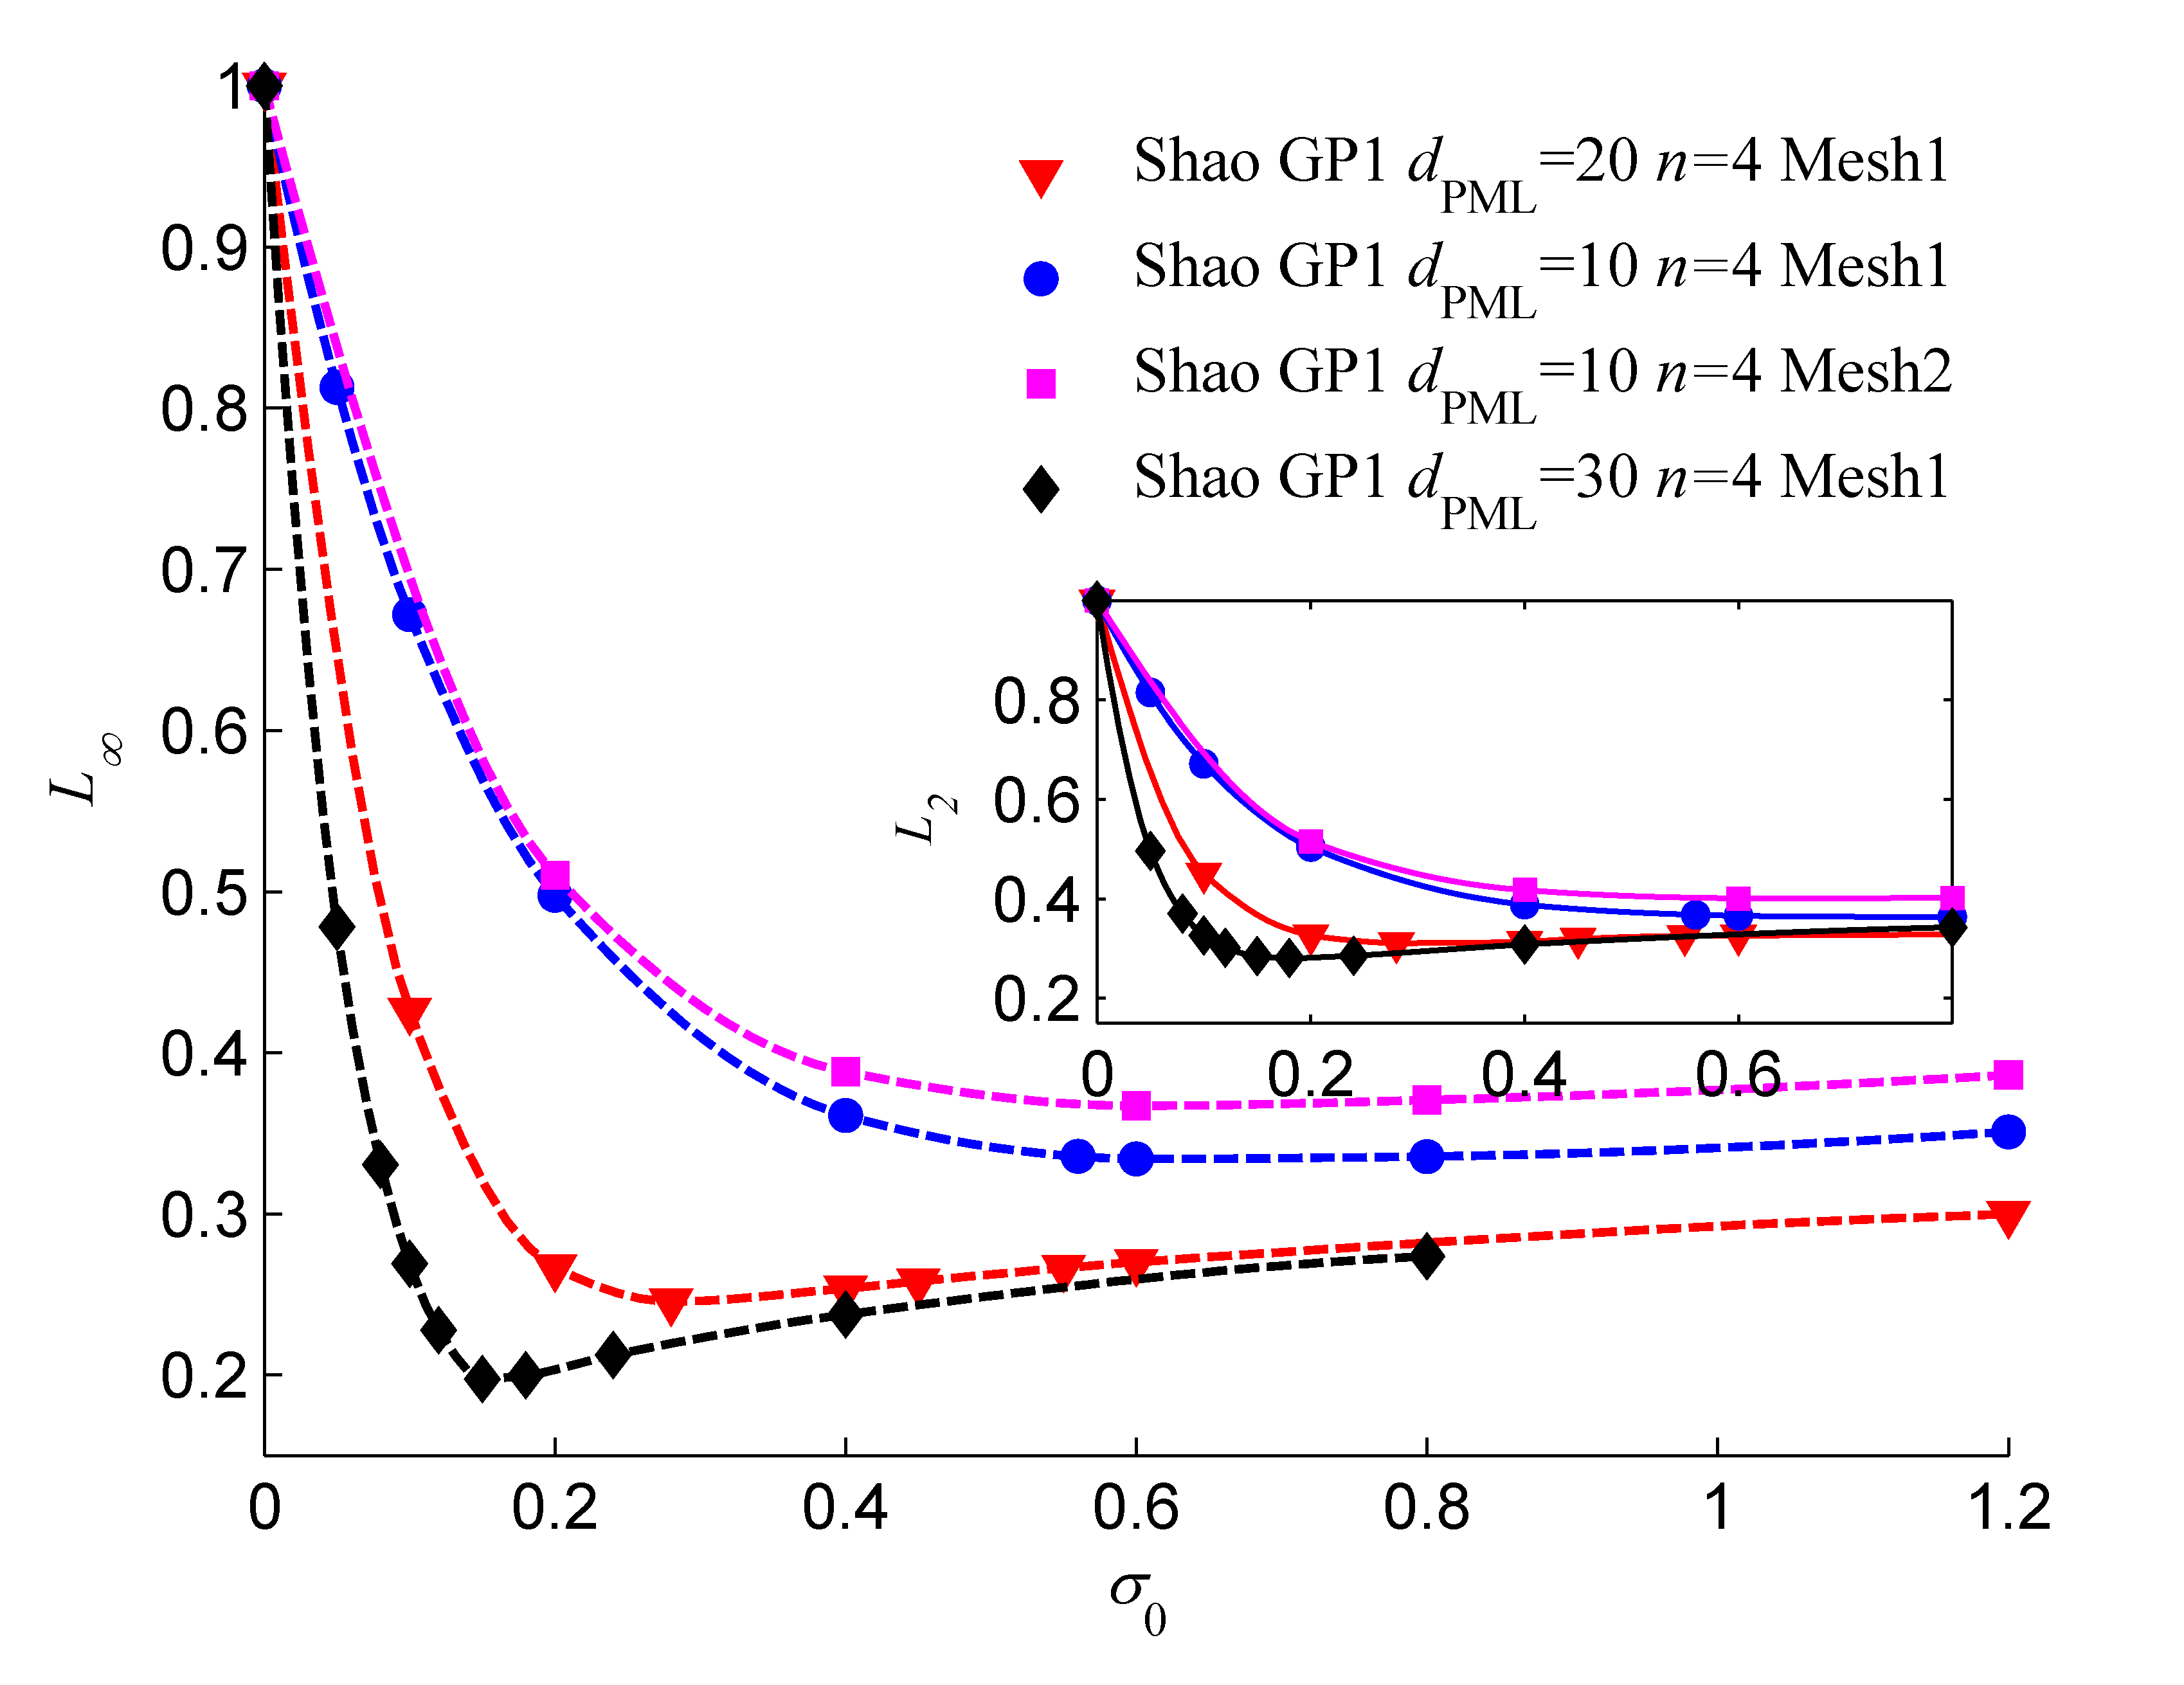 1
0.9
0.8
0.7
0.6
0.5
0.4
0.3
0.2
L∞
Shao GP1 dPML=20 n=4 Mesh1
Shao GP1 dPML=10 n=4 Mesh1
Shao GP1 dPML=10 n=4 Mesh2
Shao GP1 dPML=30 n=4 Mesh1
0.8
0.6
0.4
0.2
L2
0 0.2 0.4 0.6
0 0.2 0.4 0.6 0.8 1 1.2
σ0